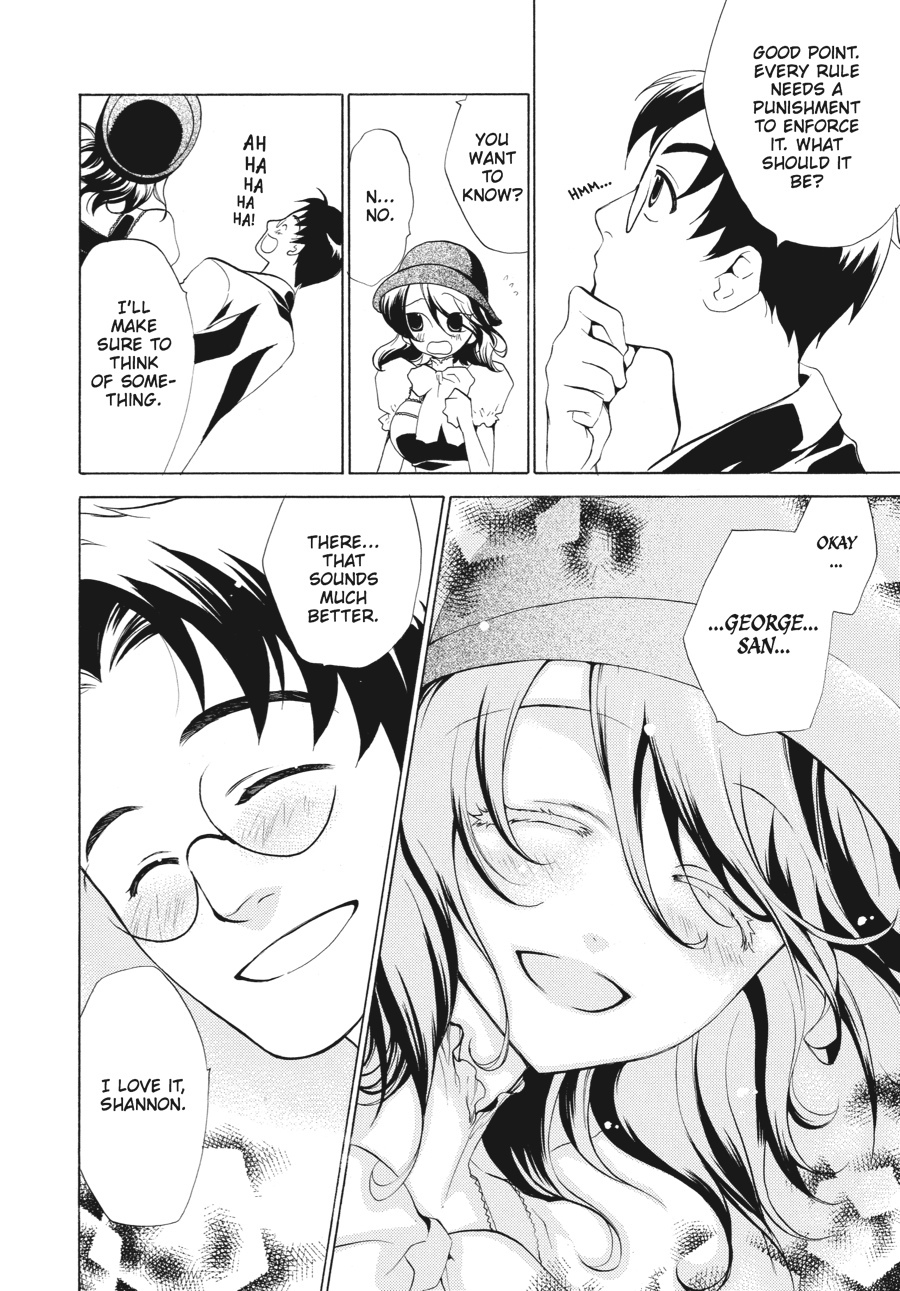 GOOD POINT.
EVERY RULE
NEEDS A
PUNISHMENT
TO ENFORCE
IT. WHAT
SHOULD IT
BE?
HMM...
YOU
WANT
TO
KNOW?
N...
NO.
AH
HA
HA
HA
HA!
I'LL
MAKE
SURE TO
THINK
OF SOME-
THING.
OKAY
...
...GEORGE...
SAN...
THERE...
THAT
SOUNDS
MUCH
BETTER.
I LOVE IT,
SHANNON.